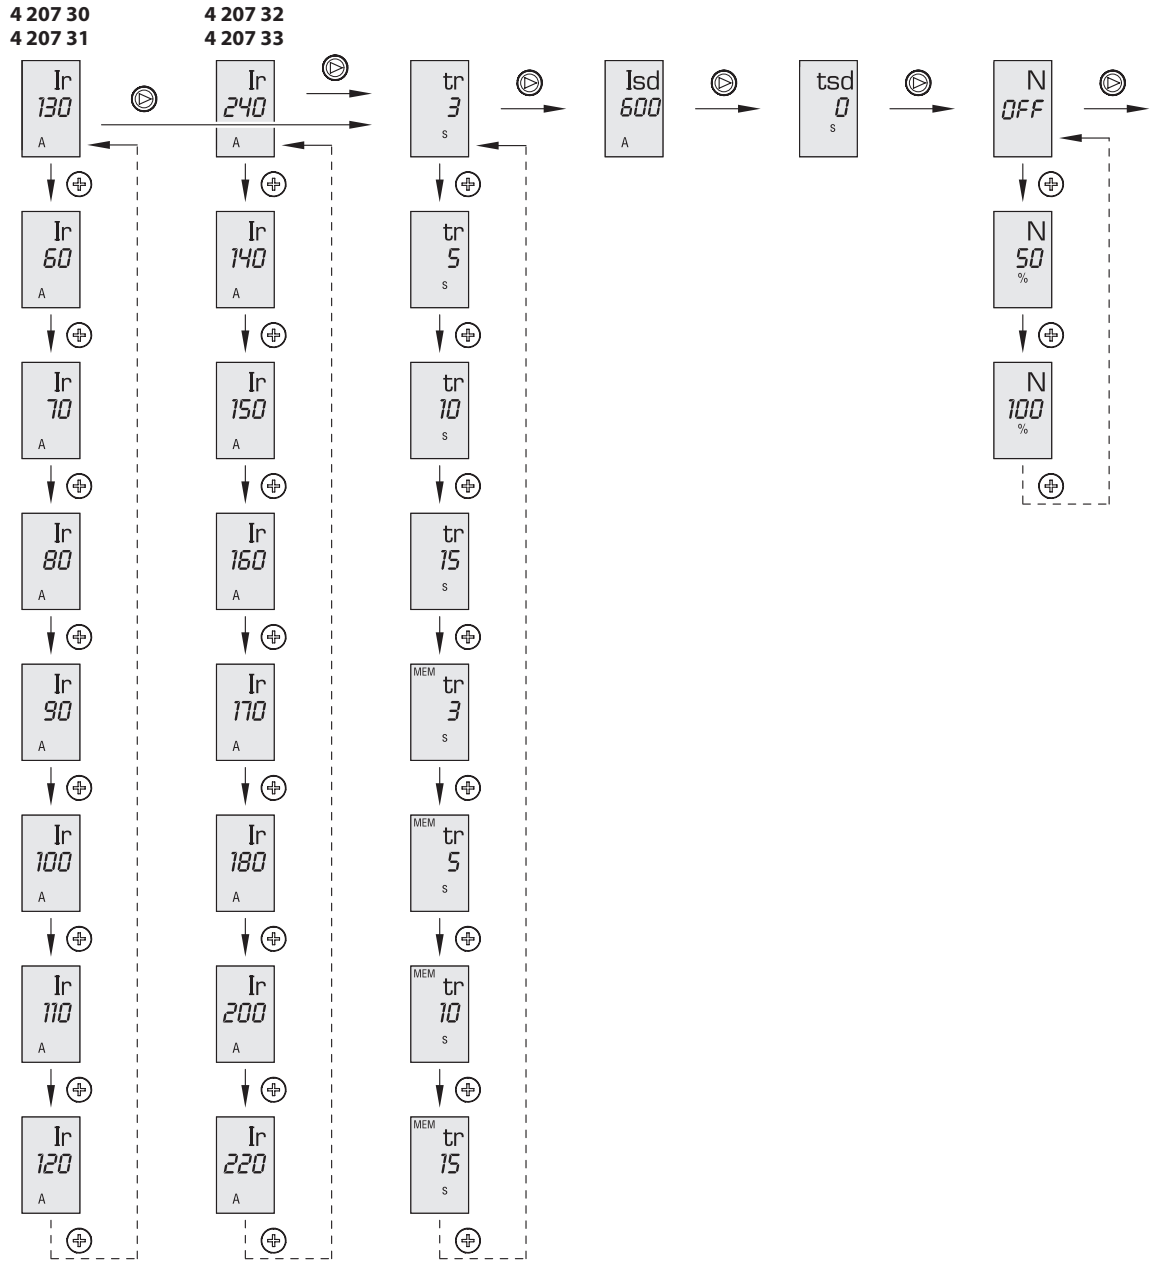 4 207 30
4 207 31
4 207 32
4 207 33
Ir
130
A
Ir
240
A
tr
3
s
Isd
600
A
tsd
0
s
N
OFF
Ir
60
A
Ir
140
A
tr
5
s
N
50
%
Ir
70
A
Ir
150
A
tr
10
s
N
100
%
Ir
80
A
Ir
160
A
tr
15
s
Ir
90
A
Ir
170
A
MEM
tr
3
s
Ir
100
A
Ir
180
A
MEM
tr
5
s
Ir
110
A
Ir
200
A
MEM
tr
10
s
Ir
120
A
Ir
220
A
MEM
tr
15
s